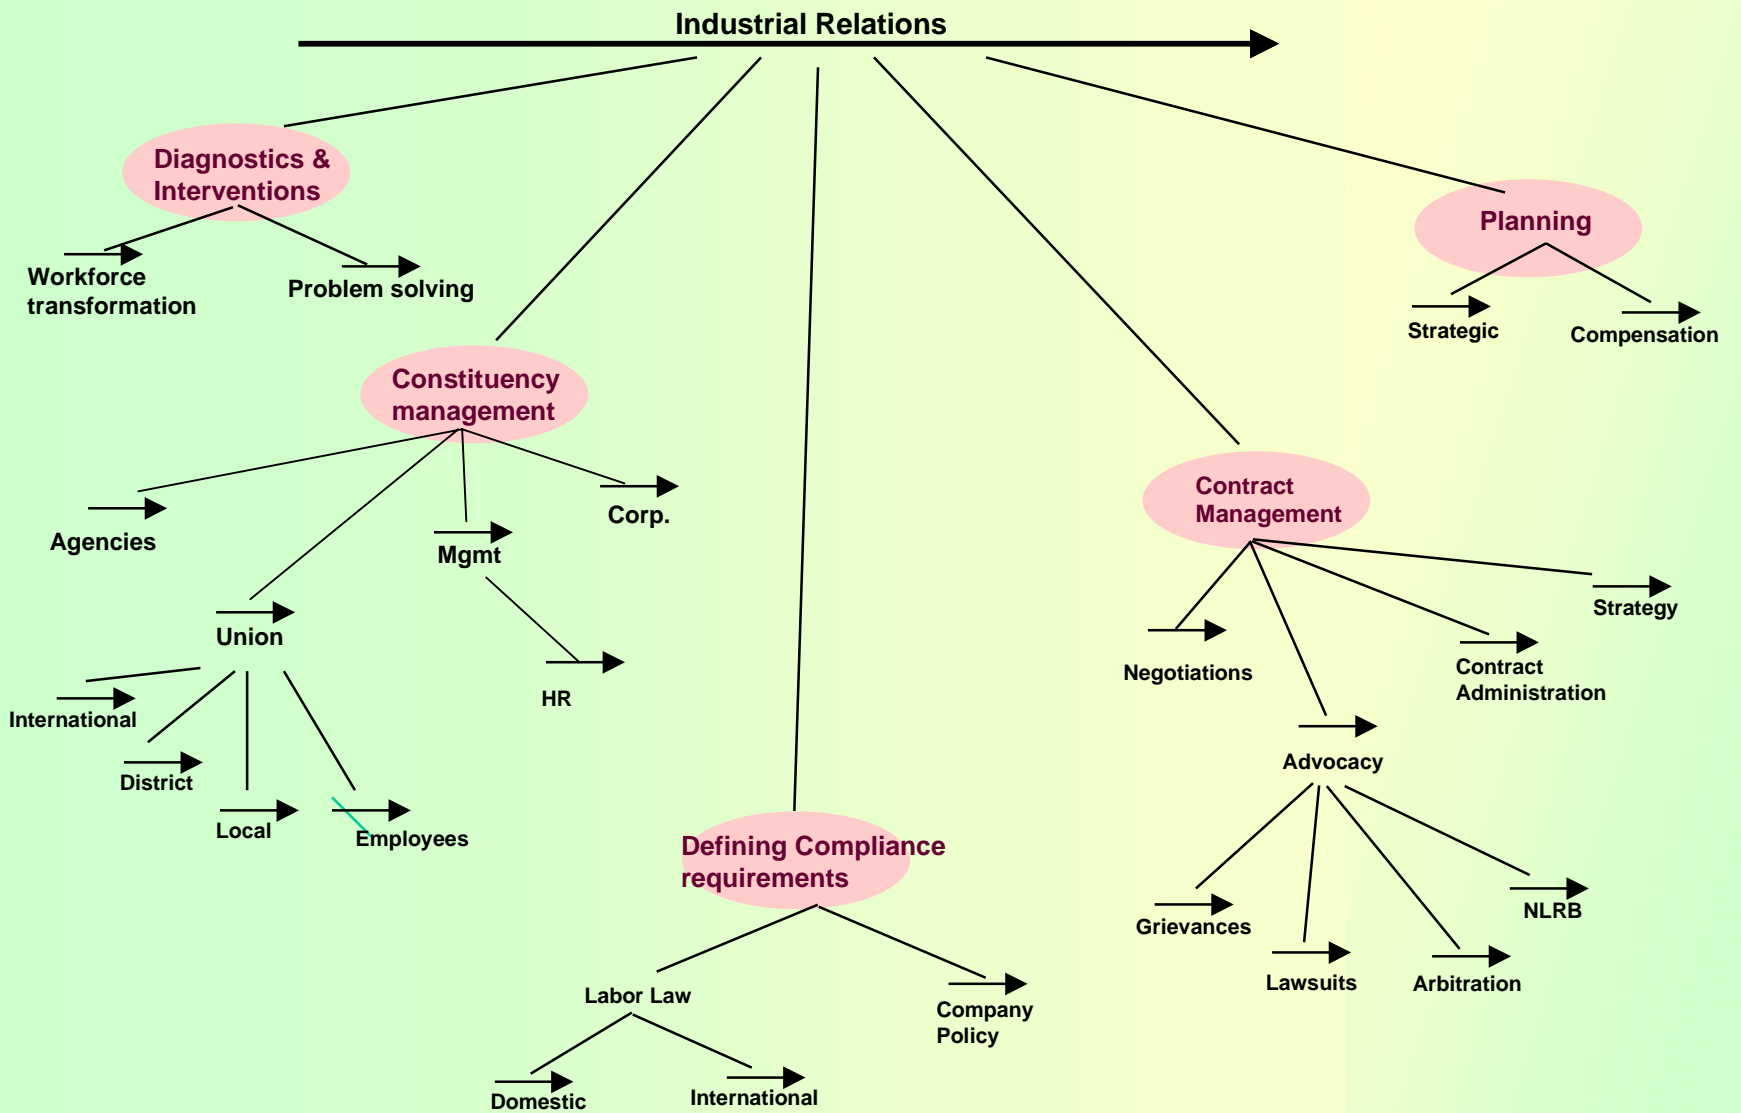 Industrial Relations
Diagnostics &
Interventions
Workforce
transformation
Problem solving
Planning
Strategic
Compensation
Constituency
management
Agencies
Corp.
Mgmt
Union
HR
International
District
Local
Employees
Contract
Management
Strategy
Negotiations
Contract
Administration
Advocacy
Grievances
Lawsuits
Arbitration
NLRB
Defining Compliance
requirements
Labor Law
Company
Policy
Domestic
International